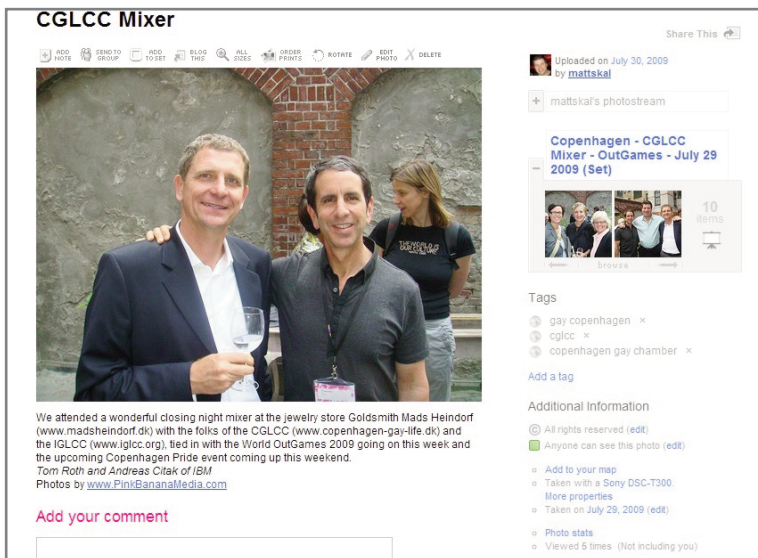 CGLCC Mixer
ADD NOTE
SEND TO GROUP
ADD TO SET
BLOG THIS
ALL SIZES
ORDER PRINTS
ROTATE
EDIT PHOTO
DELETE
THE WORLD IS
OUR CULTURE
We attended a wonderful closing night mixer at the jewelry store Goldsmith Mads Heindorf
(www.madsheindorf.dk) with the folks of the CGLCC (www.copenhagen-gay-life.dk) and
the IGLCC (www.iglcc.org), tied in with the World OutGames 2009 going on this week and
the upcoming Copenhagen Pride event coming up this weekend.
Tom Roth and Andreas Citak of IBM
Photos by www.PinkBananaMedia.com
Add your comment
Share This
Uploaded on July 30, 2009
by mattskal
+ mattskal's photostream
Copenhagen - CGLCC
Mixer - OutGames - July 29
2009 (Set)
10
items
browse
Tags
gay copenhagen ×
cglcc ×
copenhagen gay chamber ×
Add a tag
Additional Information
© All rights reserved (edit)
Anyone can see this photo (edit)
Add to your map
Taken with a Sony DSC-T300.
More properties
Taken on July 29, 2009 (edit)
Photo stats
Viewed 5 times (Not including you)